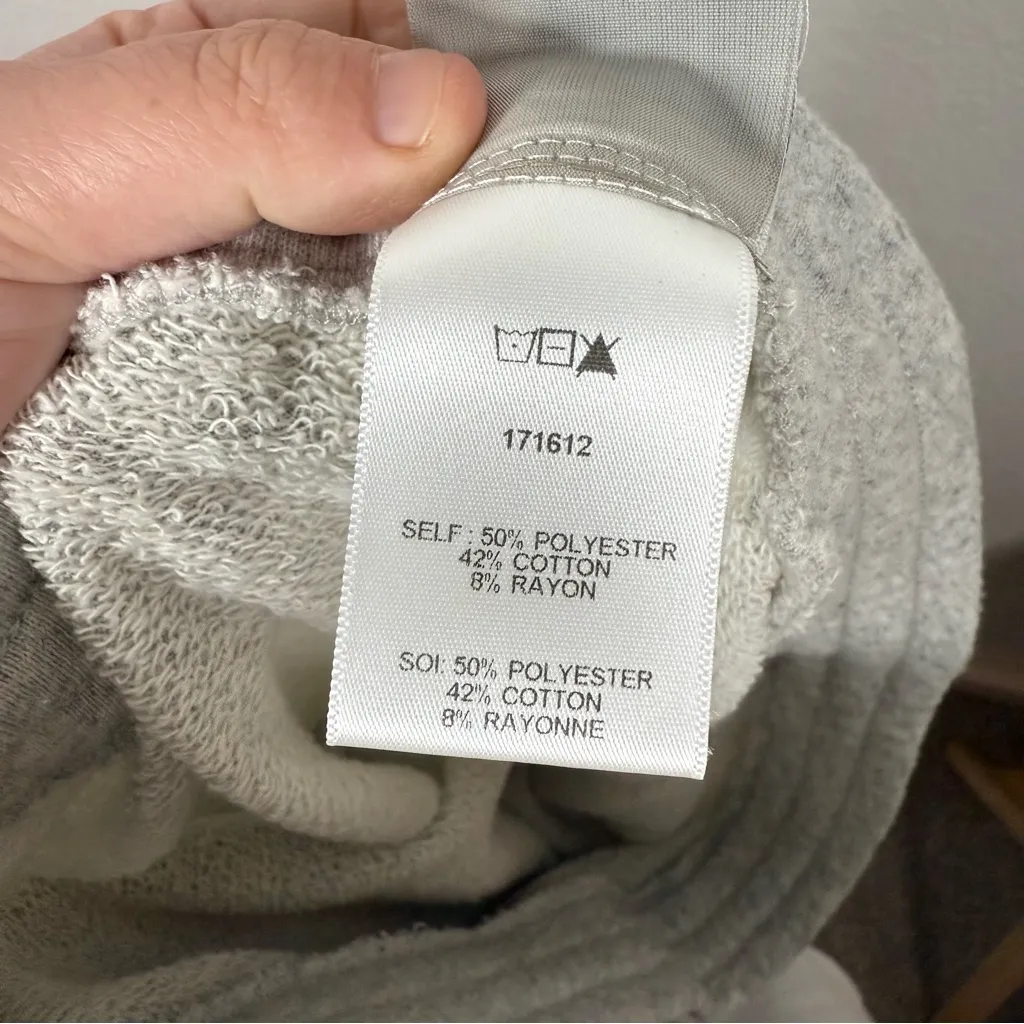 171612
SELF : 50% POLYESTER
42% COTTON
8% RAYON
SOI: 50% POLYESTER
42% COTTON
8% RAYONNE